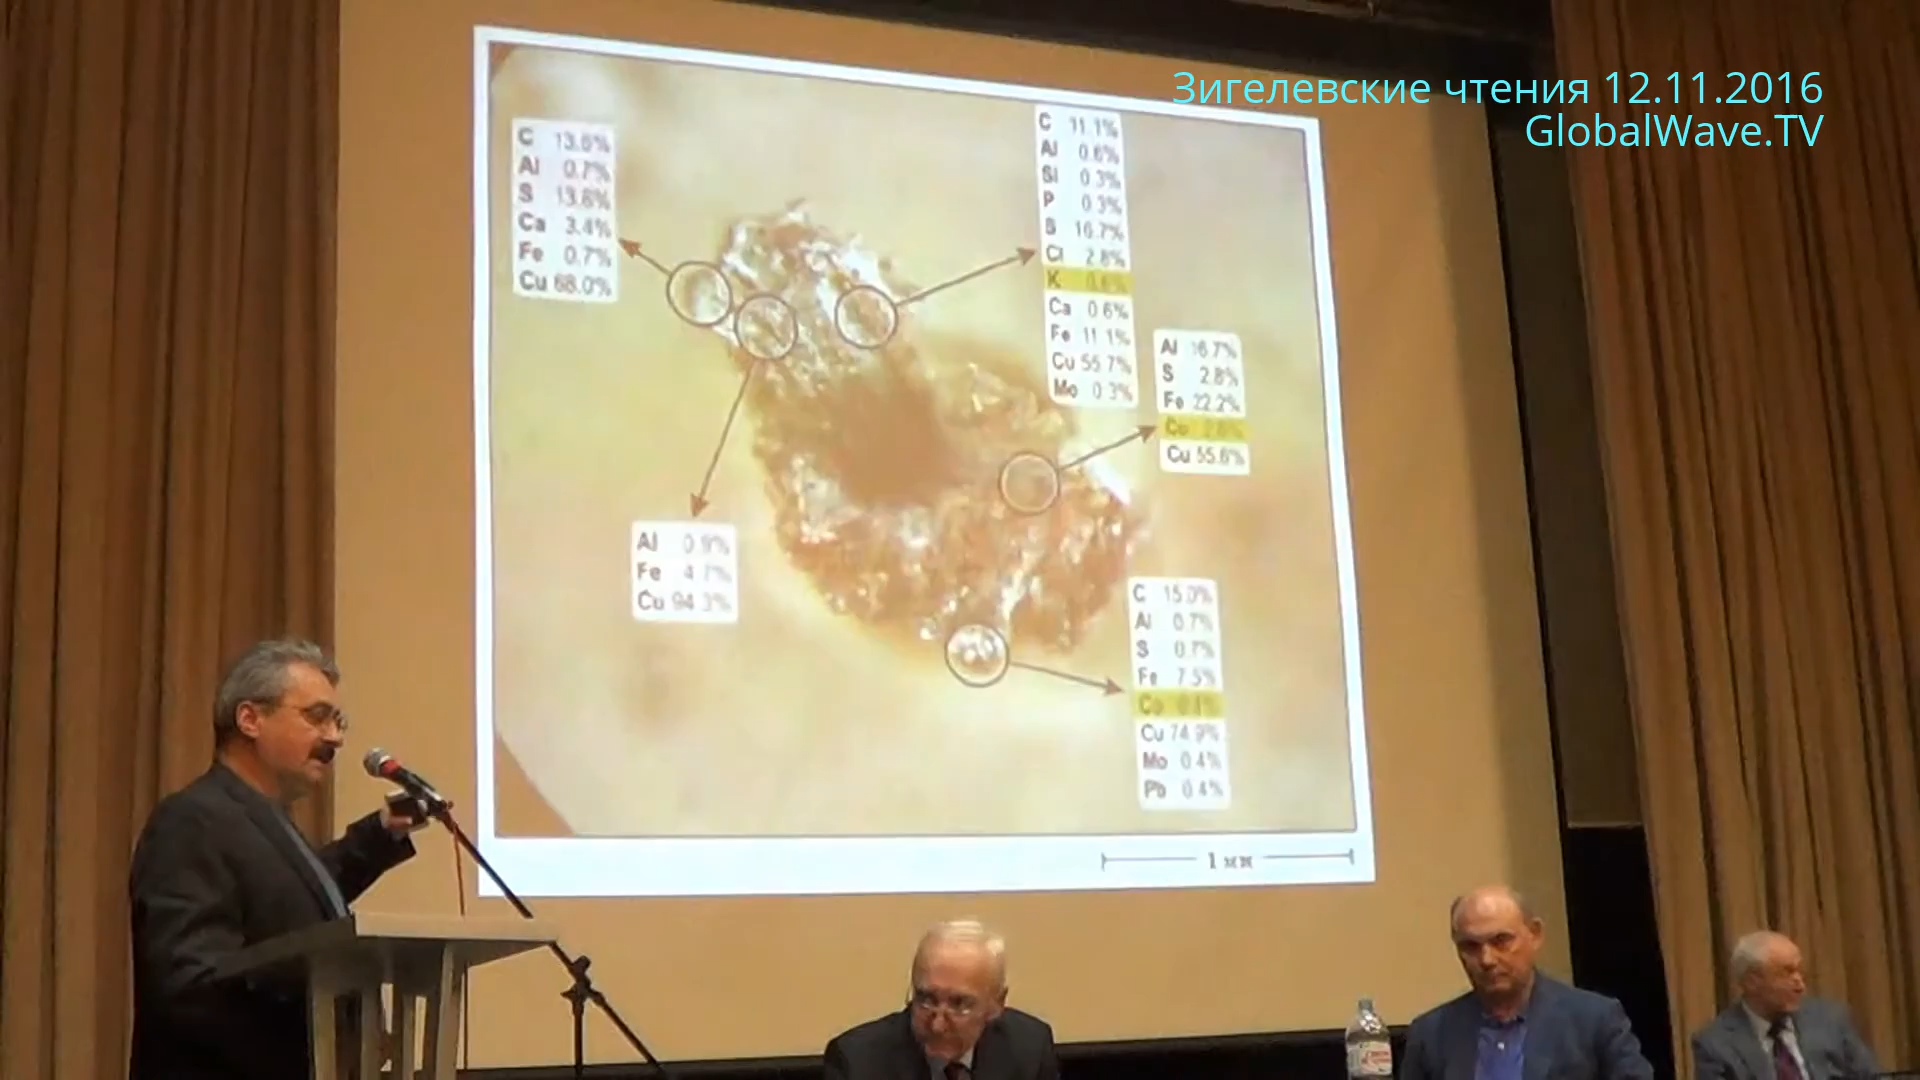 Зигелевские чтения 12.11.2016
GlobalWave.TV
C 13.6%
Al 0.7%
S 13.6%
Ca 3.4%
Fe 0.7%
Cu 68.0%
C 11.1%
Al 0.6%
Si 0.3%
P 0.3%
S 16.7%
Cl 2.8%
K
Ca 0.6%
Fe 11.1%
Cu 55.7%
Mo 0.3%
Al 16.7%
S 2.8%
Fe 22.2%
Co
Cu 55.6%
Al 0.9%
Fe 4.7%
Cu 94.3%
C 15.0%
Al 0.7%
S 0.7%
Fe 7.5%
Co
Cu 74.9%
Mo 0.4%
Pb 0.4%
1 мм